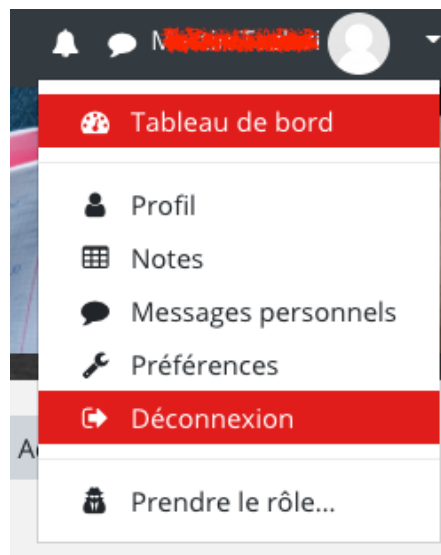 Tableau de bord
Profil
Notes
Messages personnels
Préférences
Déconnexion
Prendre le rôle...